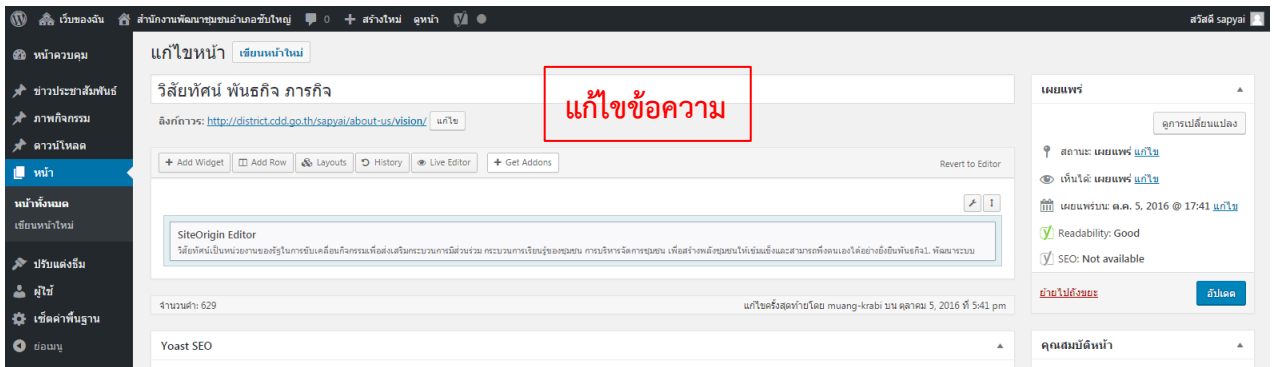 เว็บของฉัน สำนักงานพัฒนาชุมชนอำเภอซับใหญ่ 0 + สร้างใหม่ ดูหน้า สวัสดี sapyai
หน้าควบคุม
ข่าวประชาสัมพันธ์
ภาพกิจกรรม
ดาวน์โหลด
หน้า
หน้าทั้งหมด
เขียนหน้าใหม่
ปรับแต่งธีม
ผู้ใช้
เช็ตค่าพื้นฐาน
ย่อเมนู
แก้ไขหน้า เขียนหน้าใหม่
วิสัยทัศน์ พันธกิจ ภารกิจ
แก้ไขข้อความ
ลิงก์ถาวร: http://district.cdd.go.th/sapyai/about-us/vision/ แก้ไข
+ Add Widget Add Row Layouts History Live Editor + Get Addons Revert to Editor
SiteOrigin Editor
วิสัยทัศน์เป็นหน่วยงานของรัฐในการขับเคลื่อนกิจกรรมเพื่อส่งเสริมกระบวนการมีส่วนร่วม กระบวนการเรียนรู้ของชุมชน การบริหารจัดการชุมชน เพื่อสร้างพลังชุมชนให้เข้มแข็งและสามารถพึ่งตนเองได้อย่างยั่งยืนพันธกิจ1. พัฒนาระบบ
จำนวนคำ: 629 แก้ไขครั้งสุดท้ายโดย muang-krabi บน ตุลาคม 5, 2016 ที่ 5:41 pm
Yoast SEO
เผยแพร่
ดูการเปลี่ยนแปลง
สถานะ: เผยแพร่ แก้ไข
เห็นได้: เผยแพร่ แก้ไข
เผยแพร่บน: ต.ค. 5, 2016 @ 17:41 แก้ไข
Readability: Good
SEO: Not available
ย้ายไปถังขยะ อัปเดต
คุณสมบัติหน้า